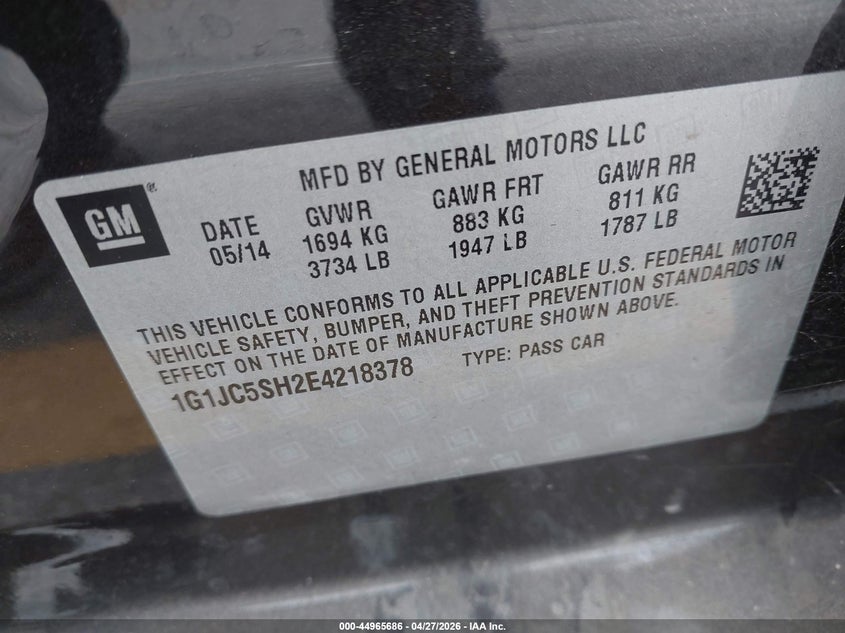 MFD BY GENERAL MOTORS LLC
GM®
DATE GVWR GAWR FRT GAWR RR
05/14 1694 KG 883 KG 811 KG
3734 LB 1947 LB 1787 LB
THIS VEHICLE CONFORMS TO ALL APPLICABLE U.S. FEDERAL MOTOR
VEHICLE SAFETY, BUMPER, AND THEFT PREVENTION STANDARDS IN
EFFECT ON THE DATE OF MANUFACTURE SHOWN ABOVE.
1G1JC5SH2E4218378 TYPE: PASS CAR
000-44965686 - 04/27/2026 - IAA Inc.